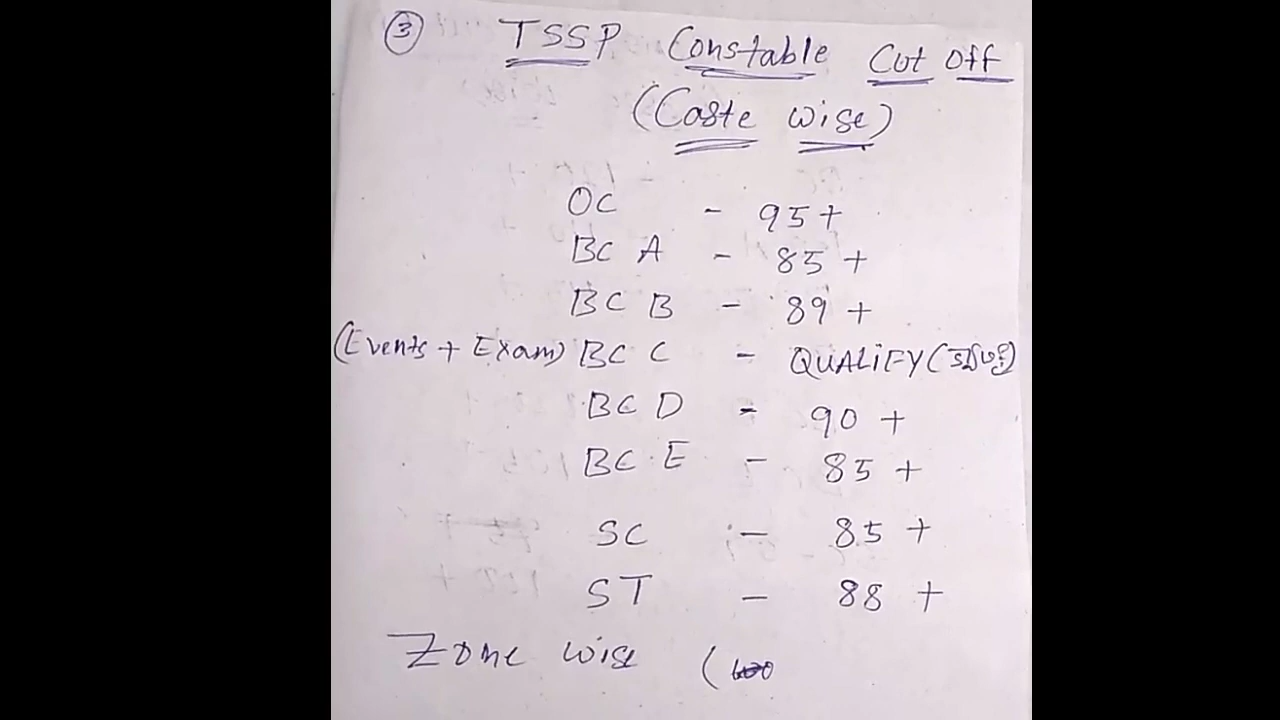 ③ TSSP Constable Cut Off
(Caste Wise)
OC - 95+
BC A - 85 +
BC B - 89 +
(Events + Exam) BC C - QUALIFY (
BC D - 90 +
BC E - 85 +
SC - 85 +
ST - 88 +
Zone Wise (